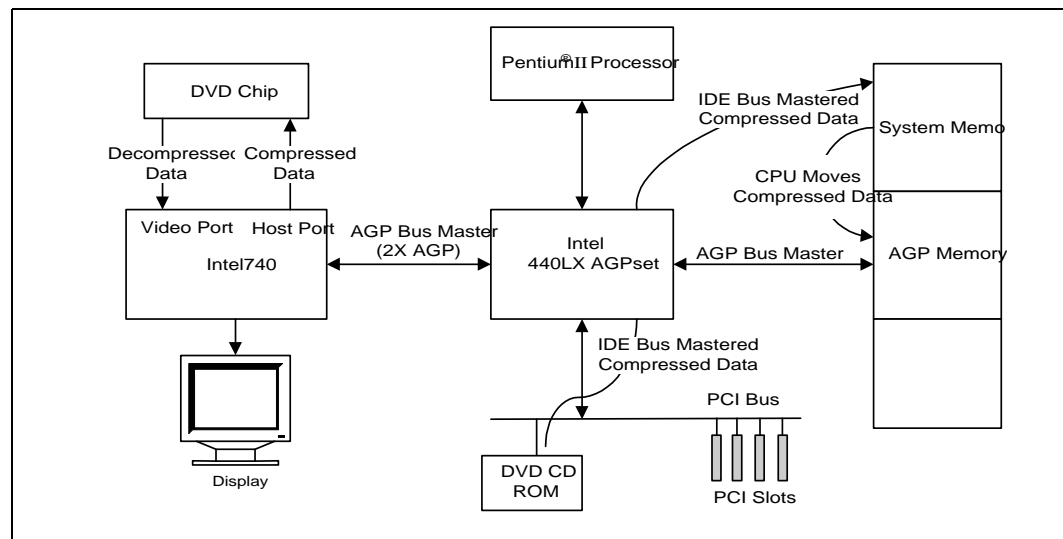 Pentium® II Processor
DVD Chip
IDE Bus Mastered
Compressed Data
System Memo
Decompressed
Data
Compressed
Data
CPU Moves
Compressed Data
Video Port
Host Port
Intel740
AGP Bus Master
(2X AGP)
Intel
440LX AGPset
AGP Bus Master
AGP Memory
IDE Bus Mastered
Compressed Data
PCI Bus
Display
DVD CD
ROM
PCI Slots